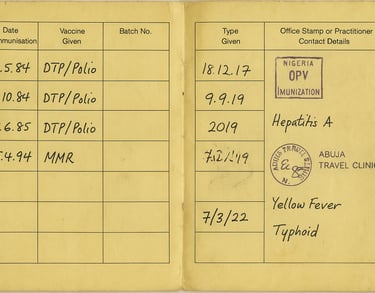 Date
mmunisation
Vaccine
Given
Batch No.
.5.84 DTP/Polio
.10.84 DTP/Polio
.6.85 DTP/Polio
.4.94 MMR
Type
Given
Office Stamp or Practitioner
Contact Details
18.12.17
NIGERIA
OPV
IMUNIZATION
9.9.19
2019 Hepatitis A
ABUJA
TRAVEL CLINIC
7/3/22 Yellow Fever
Typhoid